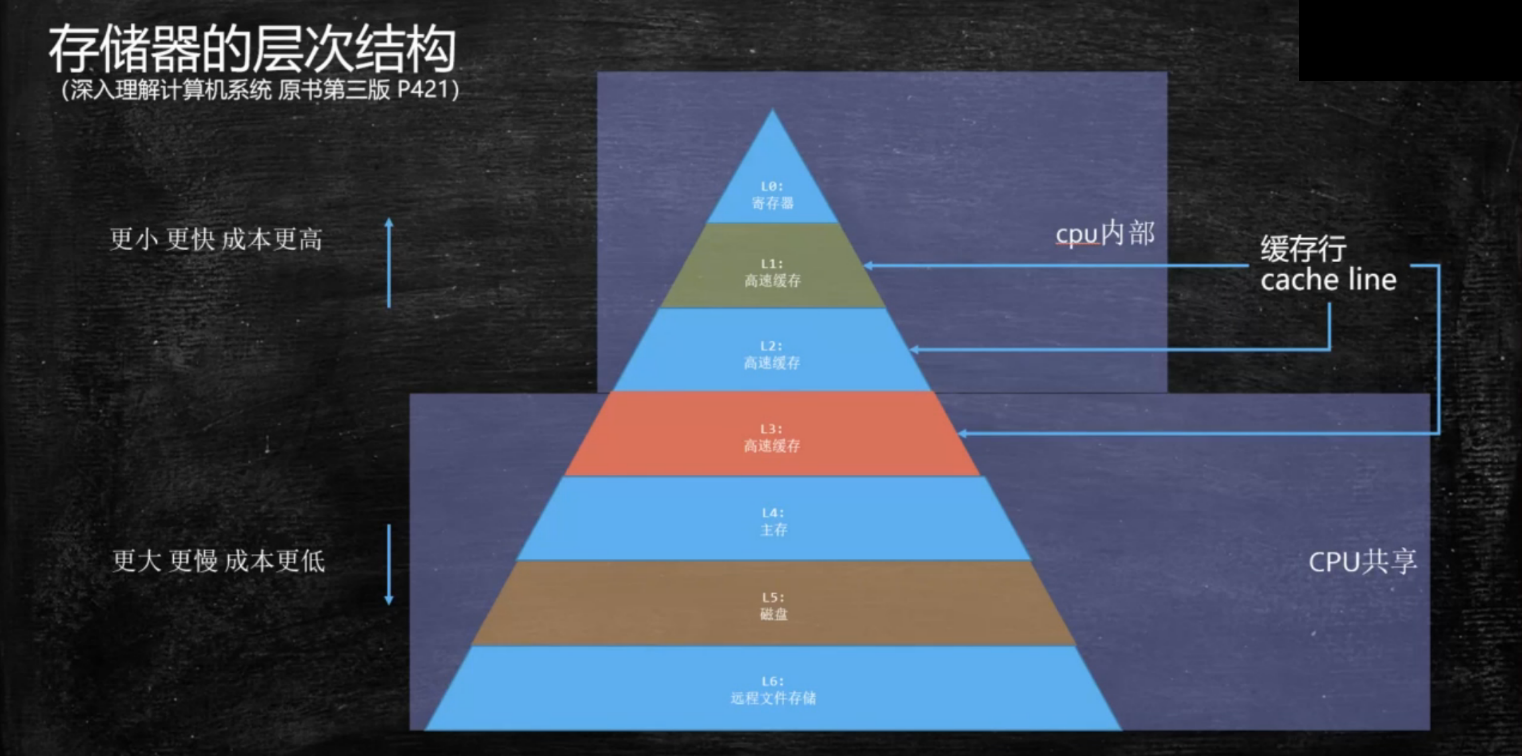 存储器的层次结构
(深入理解计算机系统 原书第三版 P421)
更小 更快 成本更高
L0:
寄存器
cpu内部
缓存行
cache line
L1:
高速缓存
L2:
高速缓存
L3:
高速缓存
L4:
主存
更大 更慢 成本更低
CPU共享
L5:
磁盘
L6:
远程文件存储